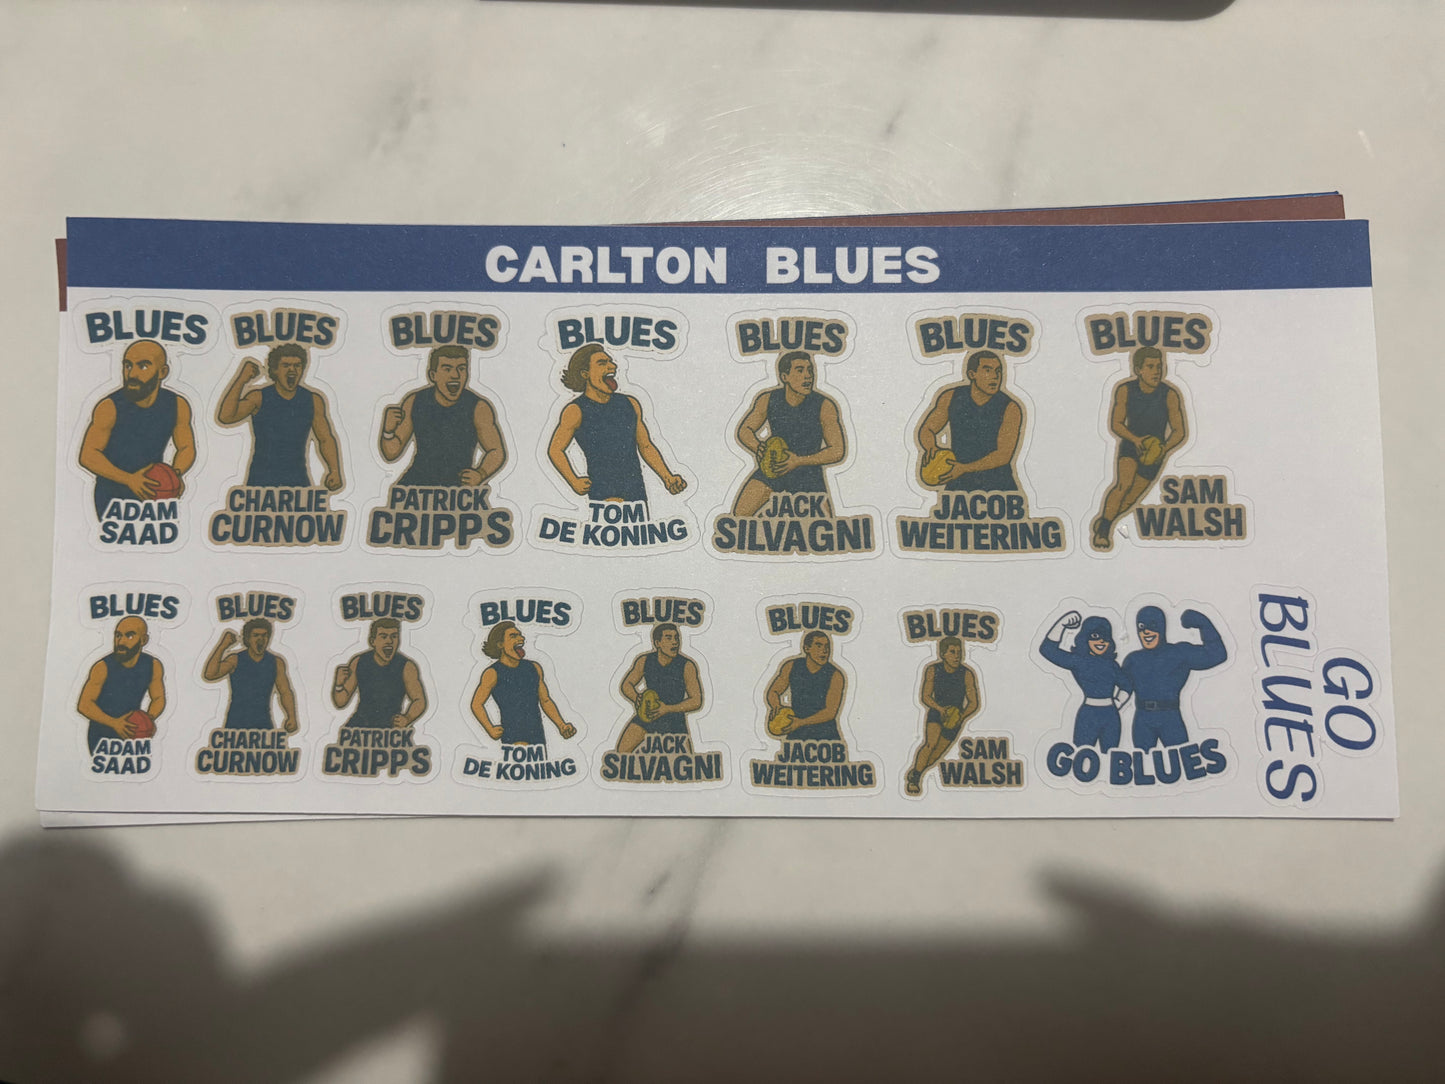 CARLTON BLUES
BLUES
ADAM
SAAD
BLUES
CHARLIE
CURNOW
BLUES
PATRICK
CRIPPS
BLUES
TOM
DE KONING
BLUES
JACK
SILVAGNI
BLUES
JACOB
WEITERING
BLUES
SAM
WALSH
BLUES
ADAM
SAAD
BLUES
CHARLIE
CURNOW
BLUES
PATRICK
CRIPPS
BLUES
TOM
DE KONING
BLUES
JACK
SILVAGNI
BLUES
JACOB
WEITERING
BLUES
SAM
WALSH
GO BLUES
GO
BLUES